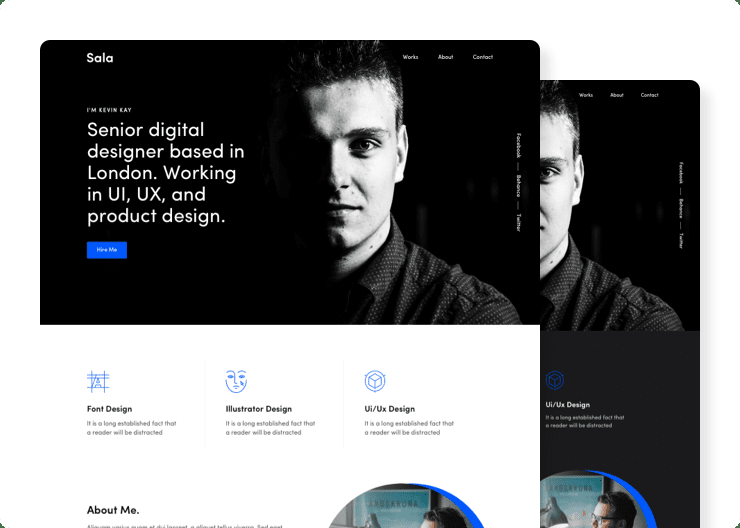 Sala
Works About Contact
I'M KEVIN KAY
Senior digital
designer based in
London. Working
in UI, UX, and
product design.
Hire Me
Facebook — Behance — Twitter
Font Design
It is a long established fact that
a reader will be distracted
Illustrator Design
It is a long established fact that
a reader will be distracted
Ui/Ux Design
It is a long established fact that
a reader will be distracted
About Me.
Works About Contact
Facebook — Behance — Twitter
Ui/Ux Design
It is a long established fact that
a reader will be distracted